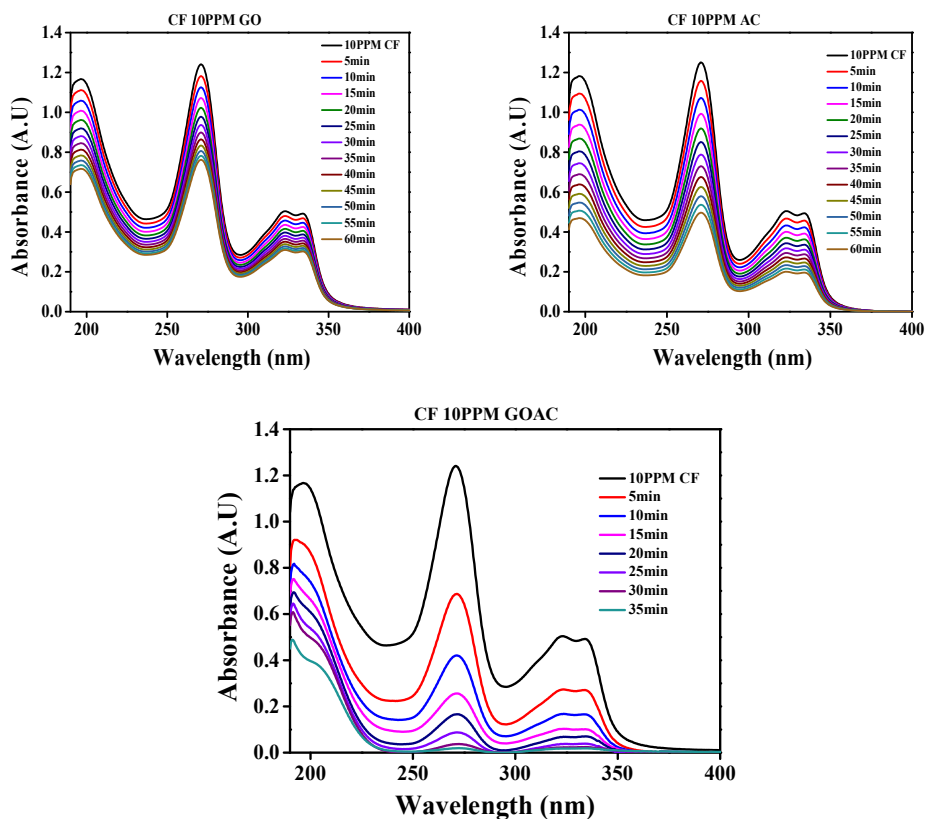 CF 10PPM GO
1.4
1.2
1.0
0.8
0.6
0.4
0.2
0.0
Absorbance (A.U)
200
250
300
350
400
Wavelength (nm)
10PPM CF
5min
10min
15min
20min
25min
30min
35min
40min
45min
50min
55min
60min
CF 10PPM AC
1.4
1.2
1.0
0.8
0.6
0.4
0.2
0.0
Absorbance (A.U)
200
250
300
350
400
Wavelength (nm)
10PPM CF
5min
10min
15min
20min
25min
30min
35min
40min
45min
50min
55min
60min
CF 10PPM GOAC
1.4
1.2
1.0
0.8
0.6
0.4
0.2
0.0
Absorbance (A.U)
200
250
300
350
400
Wavelength (nm)
10PPM CF
5min
10min
15min
20min
25min
30min
35min